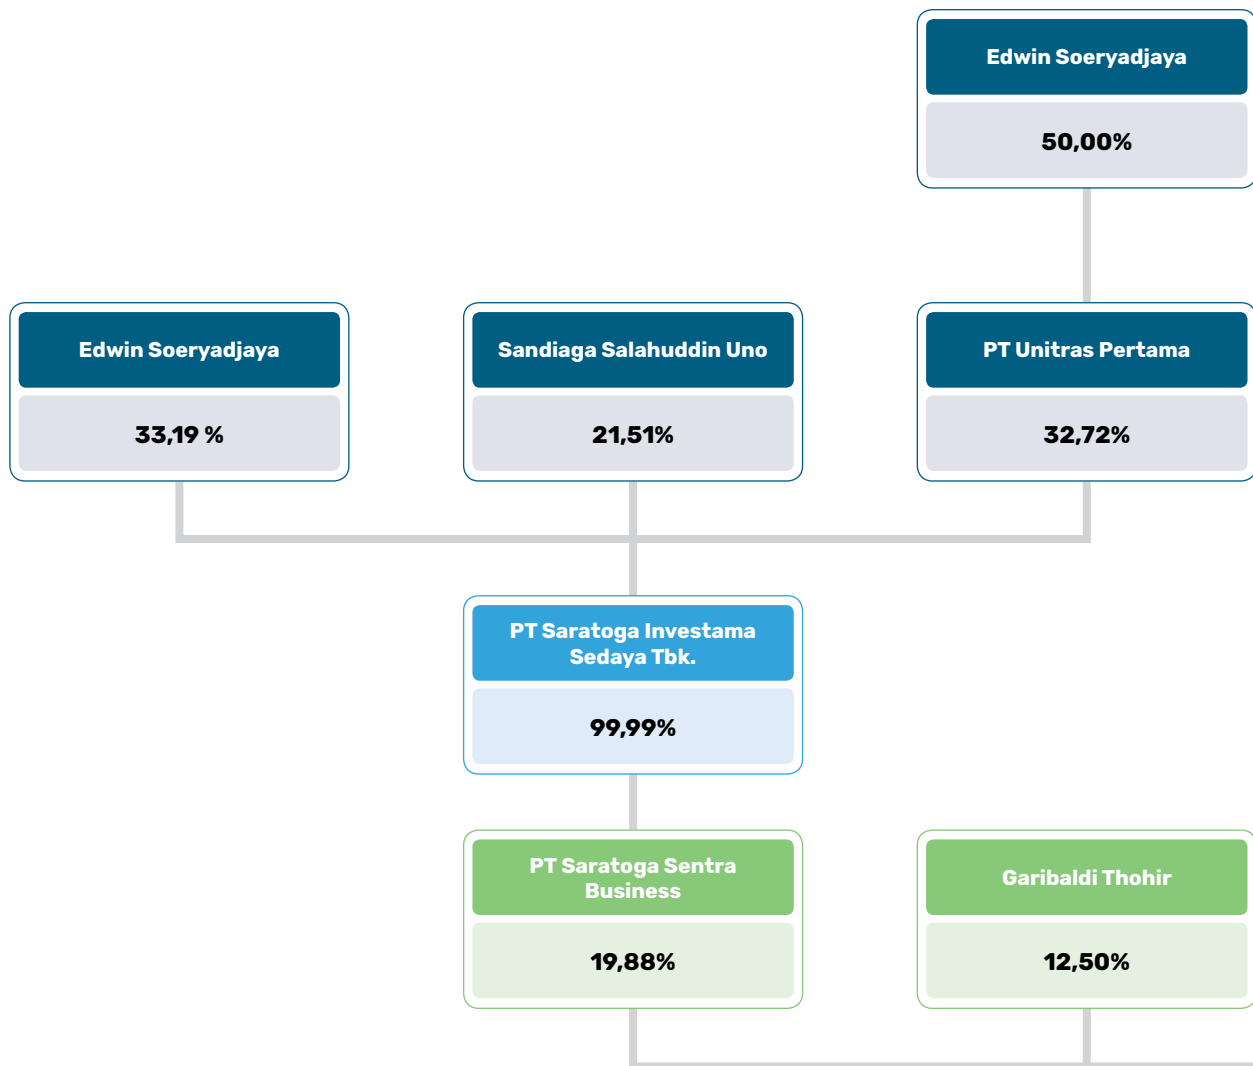 Edwin Soeryadjaya
50,00%
Edwin Soeryadjaya
33,19 %
Sandiaga Salahuddin Uno
21,51%
PT Unitras Pertama
32,72%
PT Saratoga Investama
Sedaya Tbk.
99,99%
PT Saratoga Sentra
Business
19,88%
Garibaldi Thohir
12,50%